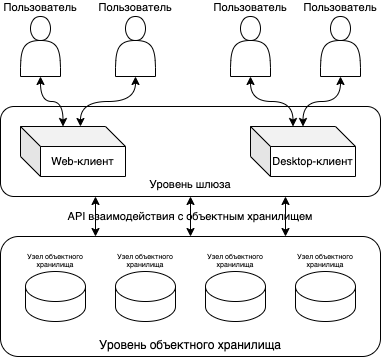 Пользователь Пользователь Пользователь Пользователь
Web-клиент Desktop-клиент
Уровень шлюза
API взаимодействия с объектным хранилищем
Узел объектного хранилища
Узел объектного хранилища
Узел объектного хранилища
Узел объектного хранилища
Уровень объектного хранилища